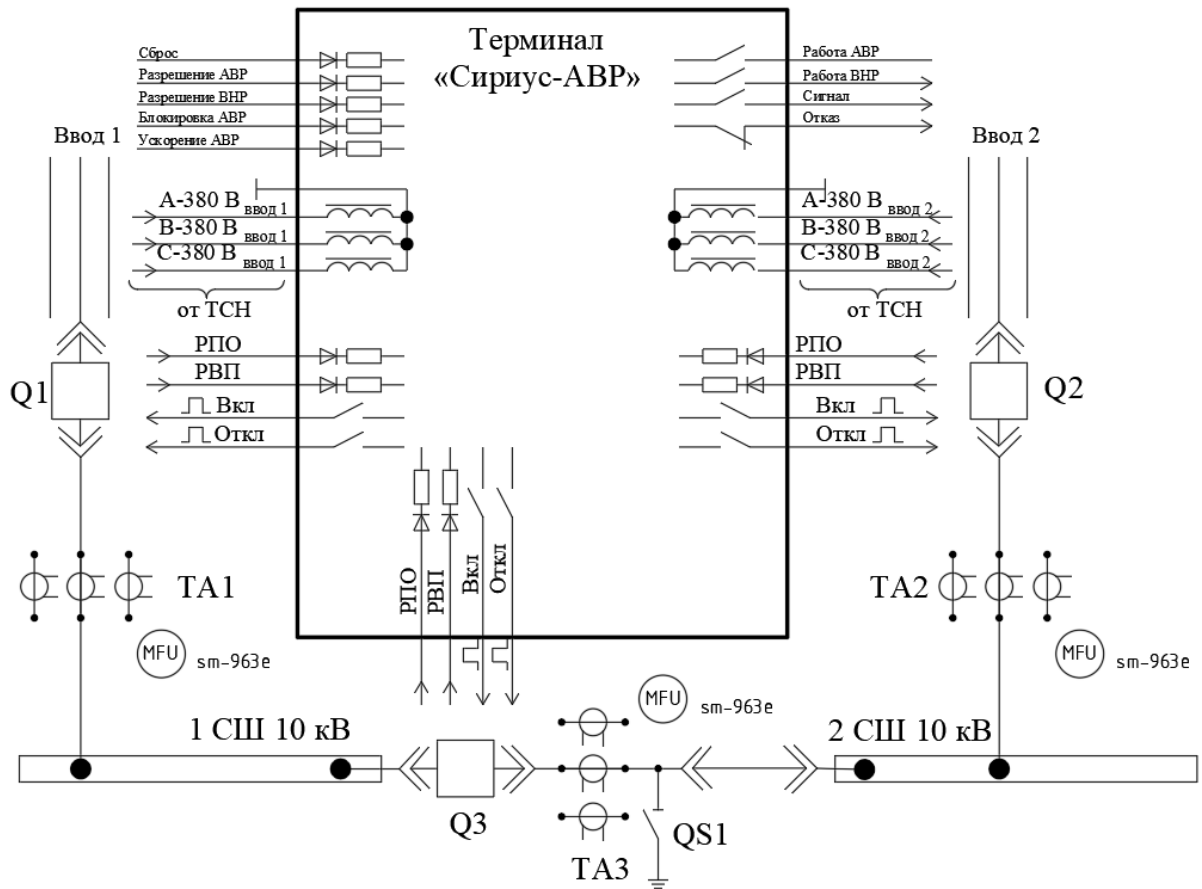 Терминал
«Сириус-АВР»
Сброс
Разрешение АВР
Разрешение ВНР
Блокировка АВР
Ускорение АВР
Работа АВР
Работа ВНР
Сигнал
Отказ
Ввод 1
Ввод 2
А-380 В ввод 1
В-380 В ввод 1
С-380 В ввод 1
от ТСН
А-380 В ввод 2
В-380 В ввод 2
С-380 В ввод 2
от ТСН
РПО
РВП
Вкл
Откл
РПО
РВП
Вкл
Откл
Q1
Q2
РПО
РВП
Вкл
Откл
TA1
TA2
MFU sm-963e
MFU sm-963e
MFU sm-963e
1 СШ 10 кВ
2 СШ 10 кВ
Q3
QS1
TA3